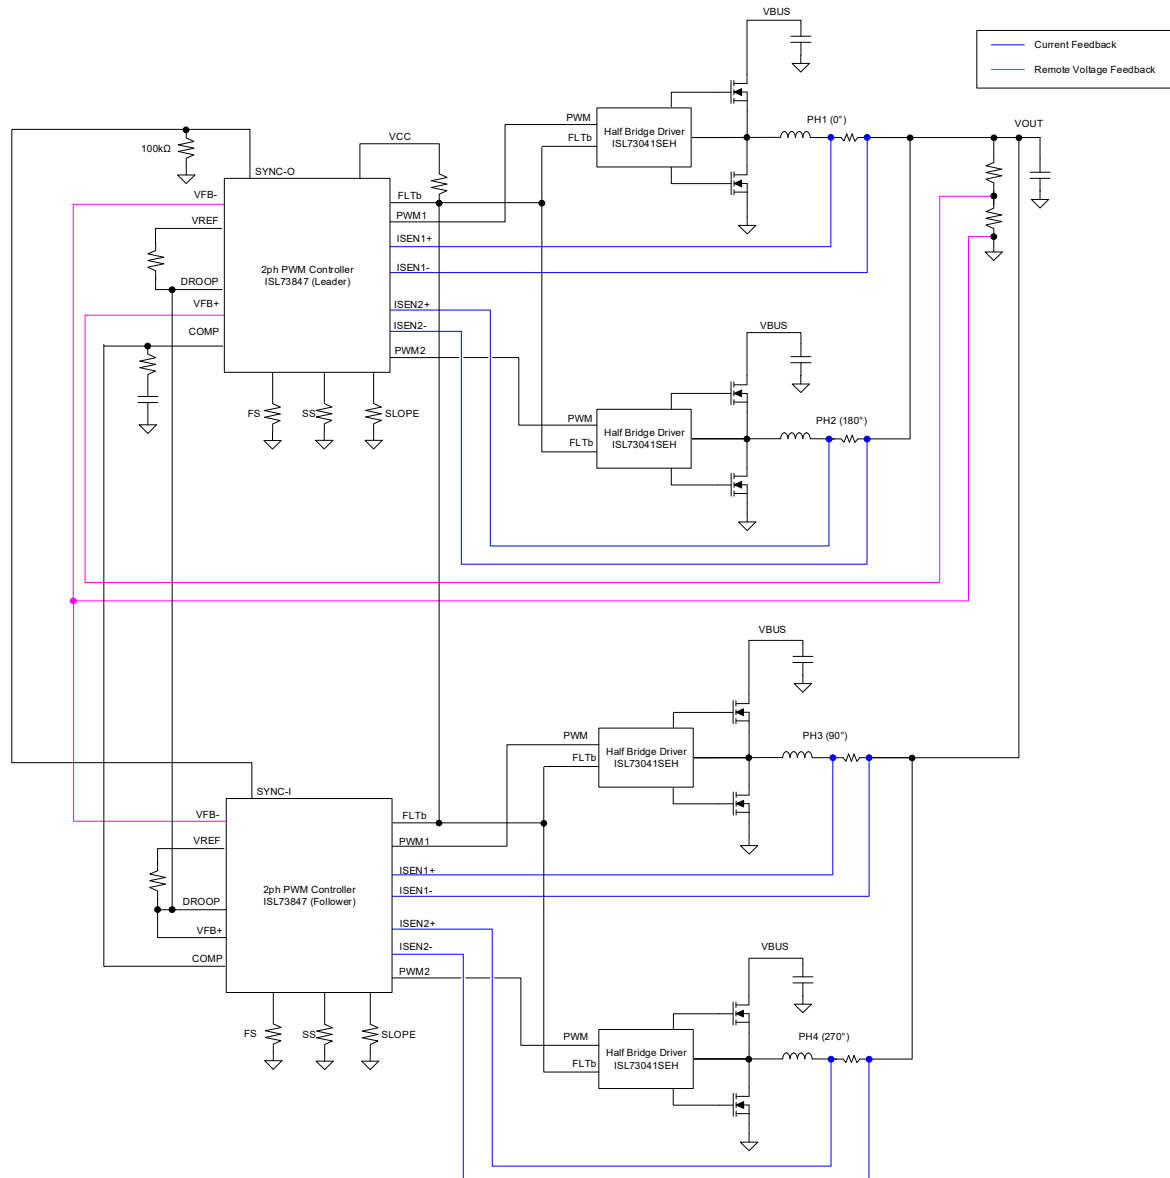 VBUS
Current Feedback
Remote Voltage Feedback
PWM
FLTb
Half Bridge Driver
ISL73041SEH
PH1 (0°)
VOUT
100kΩ
VCC
SYNC-O
VFB-
VREF
DROOP
VFB+
COMP
2ph PWM Controller
ISL73847 (Leader)
FLTb
PWM1
ISEN1+
ISEN1-
ISEN2+
ISEN2-
PWM2
FS
SS
SLOPE
VBUS
PWM
FLTb
Half Bridge Driver
ISL73041SEH
PH2 (180°)
VBUS
PWM
FLTb
Half Bridge Driver
ISL73041SEH
PH3 (90°)
SYNC-I
VFB-
VREF
DROOP
VFB+
COMP
2ph PWM Controller
ISL73847 (Follower)
FLTb
PWM1
ISEN1+
ISEN1-
ISEN2+
ISEN2-
PWM2
FS
SS
SLOPE
VBUS
PWM
FLTb
Half Bridge Driver
ISL73041SEH
PH4 (270°)